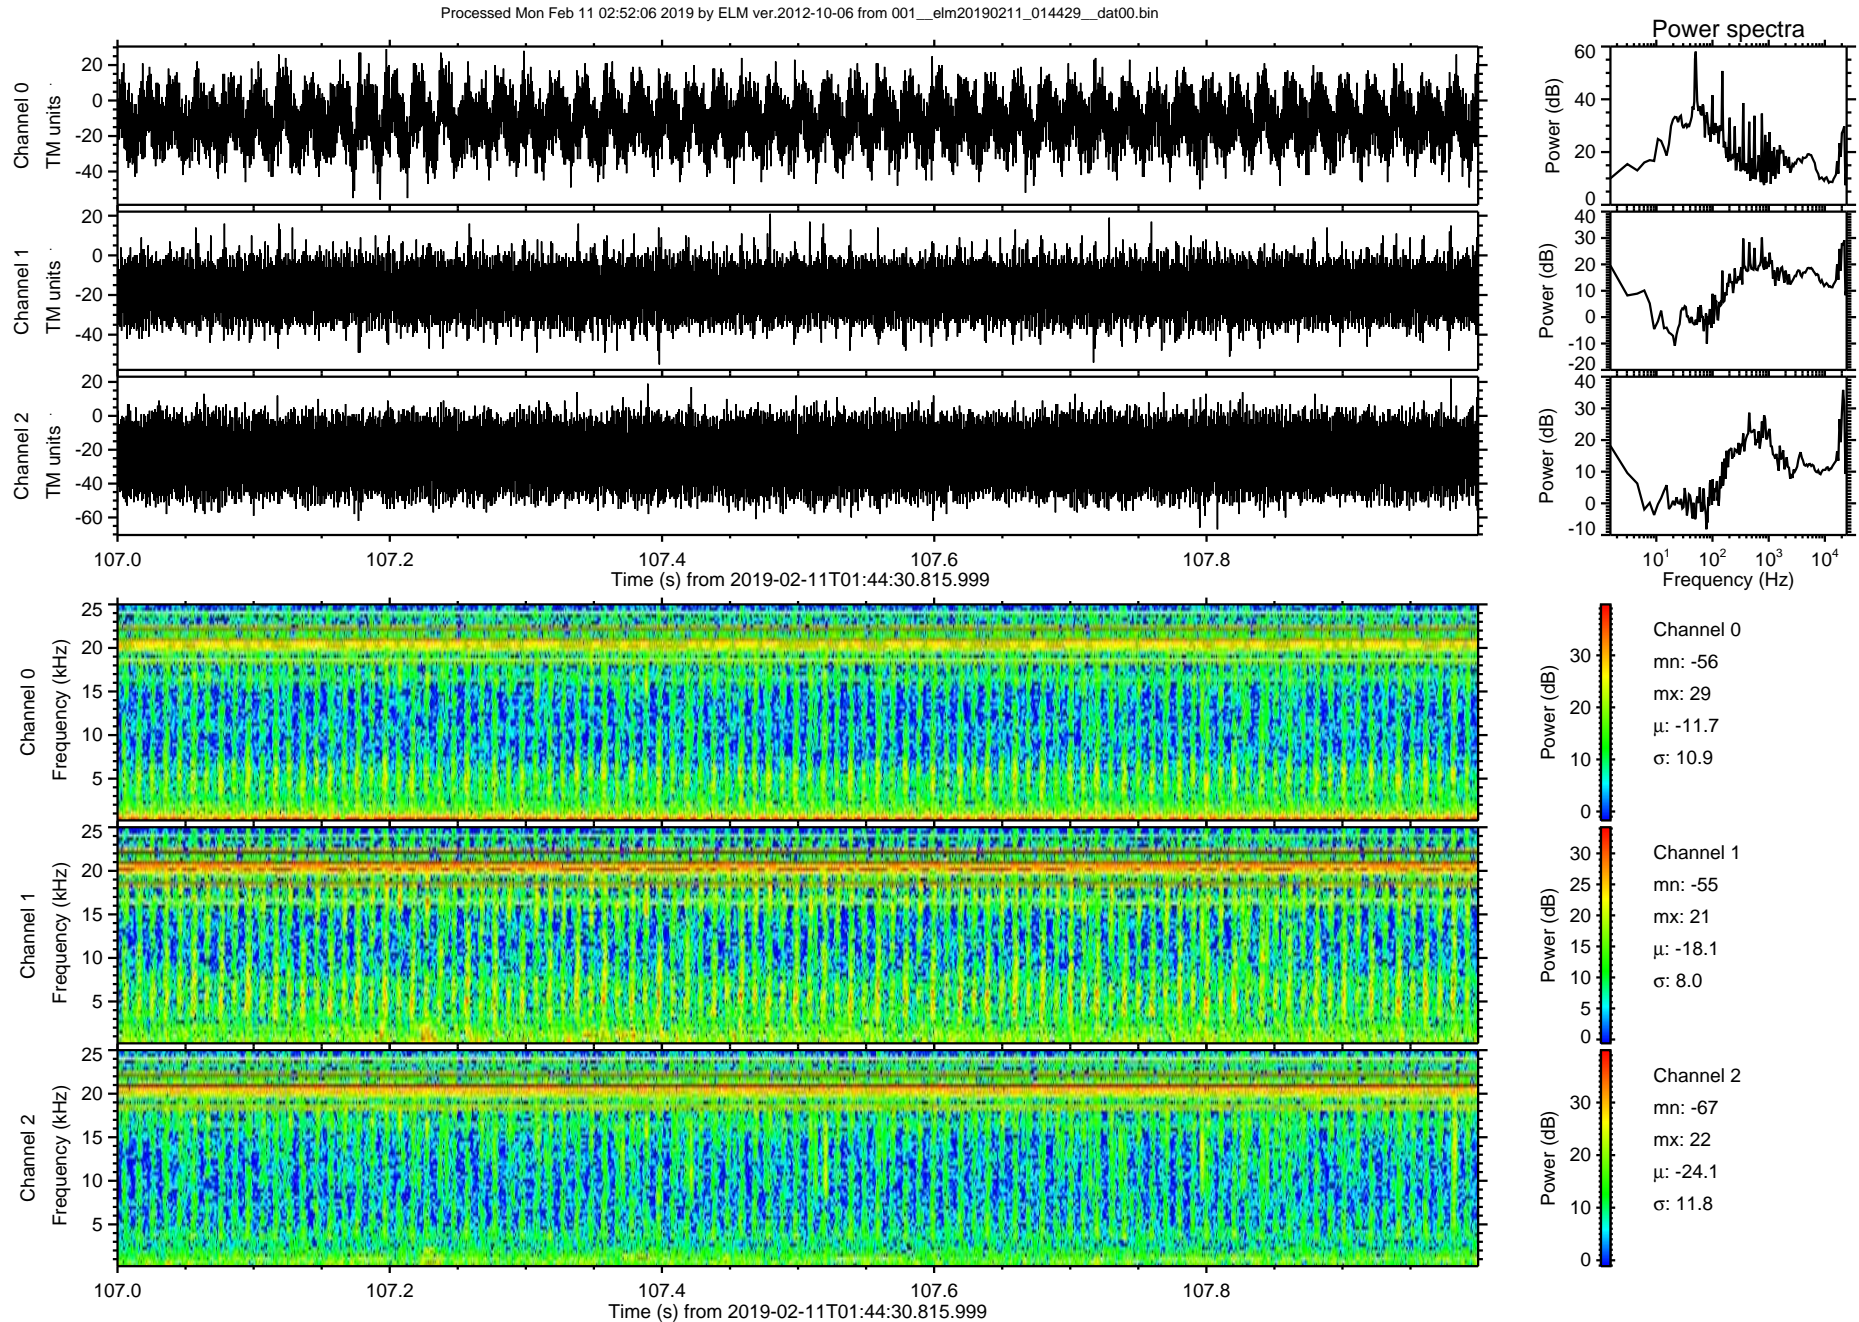 Processed Mon Feb 11 02:52:06 2019 by ELM ver.2012-10-06 from 001__elm20190211_014429__dat00.bin
Power spectra
Channel 0
TM units
20
0
-20
-40
Power (dB)
60
40
20
0
Channel 1
TM units
20
0
-20
-40
Power (dB)
40
30
20
10
0
-10
-20
Channel 2
TM units
20
0
-20
-40
-60
Power (dB)
40
30
20
10
0
-10
107.0 107.2 107.4 107.6 107.8
Time (s) from 2019-02-11T01:44:30.815.999
10¹ 10² 10³ 10⁴
Frequency (Hz)
Channel 0
Frequency (kHz)
25
20
15
10
5
Power (dB)
30
20
10
0
Channel 0
mn: -56
mx: 29
μ: -11.7
σ: 10.9
Channel 1
Frequency (kHz)
25
20
15
10
5
Power (dB)
30
25
20
15
10
5
0
Channel 1
mn: -55
mx: 21
μ: -18.1
σ: 8.0
Channel 2
Frequency (kHz)
25
20
15
10
5
Power (dB)
30
20
10
0
Channel 2
mn: -67
mx: 22
μ: -24.1
σ: 11.8
107.0 107.2 107.4 107.6 107.8
Time (s) from 2019-02-11T01:44:30.815.999